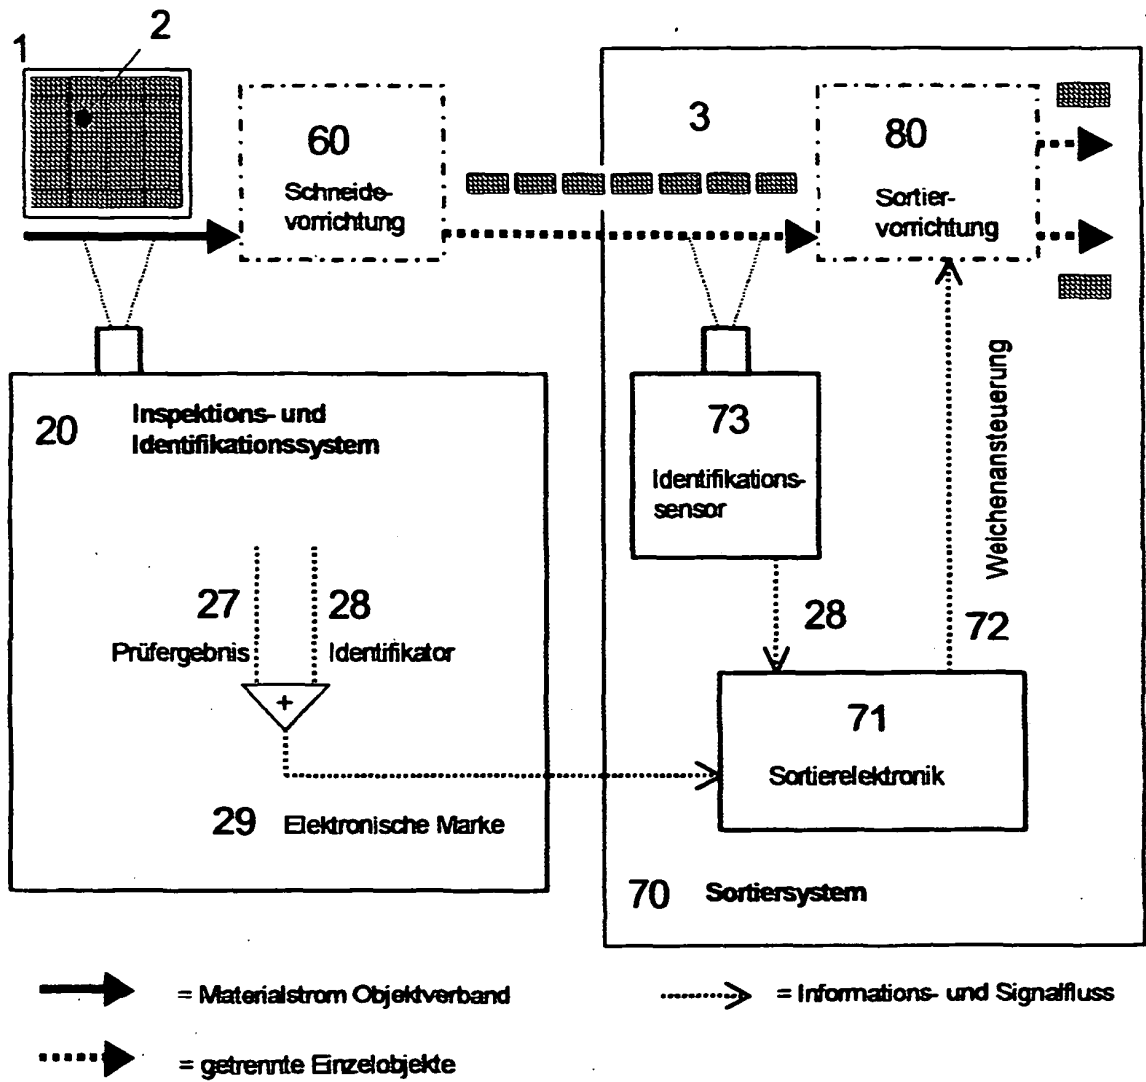 1
2
60
Schneide-
vorrichtung
3
80
Sortier-
vorrichtung
20
Inspektions- und
Identifikationssystem
27
Prüfergebnis
28
Identifikator
+
29
Elektronische Marke
73
Identifikations-
sensor
28
72
Weichenansteuerung
71
Sortierelektronik
70
Sortiersystem
= Materialstrom Objektverband
= getrennte Einzelobjekte
= Informations- und Signalfluss